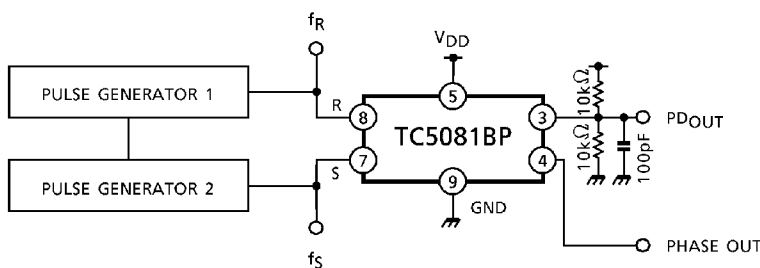 fR
VDD
PULSE GENERATOR 1
R
8
5
3
10kΩ
PDOUT
TC5081BP
10kΩ
100pF
7
4
PULSE GENERATOR 2
S
9
GND
fS
PHASE OUT